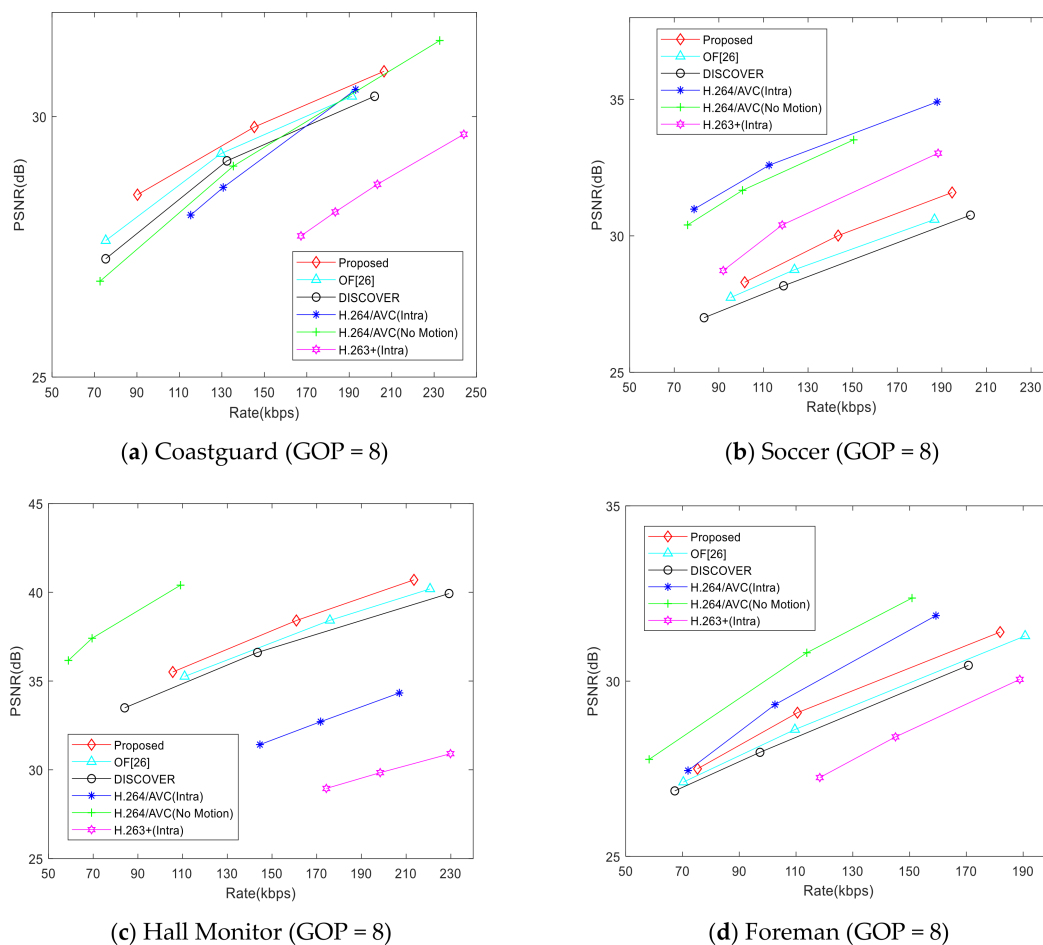 PSNR(dB)
30
25
50 70 90 110 130 150 170 190 210 230 250
Rate(kbps)
Proposed
OF[26]
DISCOVER
H.264/AVC(Intra)
H.264/AVC(No Motion)
H.263+(Intra)
(a) Coastguard (GOP = 8)
PSNR(dB)
35
30
25
50 70 90 110 130 150 170 190 210 230
Rate(kbps)
Proposed
OF[26]
DISCOVER
H.264/AVC(Intra)
H.264/AVC(No Motion)
H.263+(Intra)
(b) Soccer (GOP = 8)
PSNR(dB)
45
40
35
30
25
50 70 90 110 130 150 170 190 210 230
Rate(kbps)
Proposed
OF[26]
DISCOVER
H.264/AVC(Intra)
H.264/AVC(No Motion)
H.263+(Intra)
(c) Hall Monitor (GOP = 8)
PSNR(dB)
35
30
25
50 70 90 110 130 150 170 190
Rate(kbps)
Proposed
OF[26]
DISCOVER
H.264/AVC(Intra)
H.264/AVC(No Motion)
H.263+(Intra)
(d) Foreman (GOP = 8)